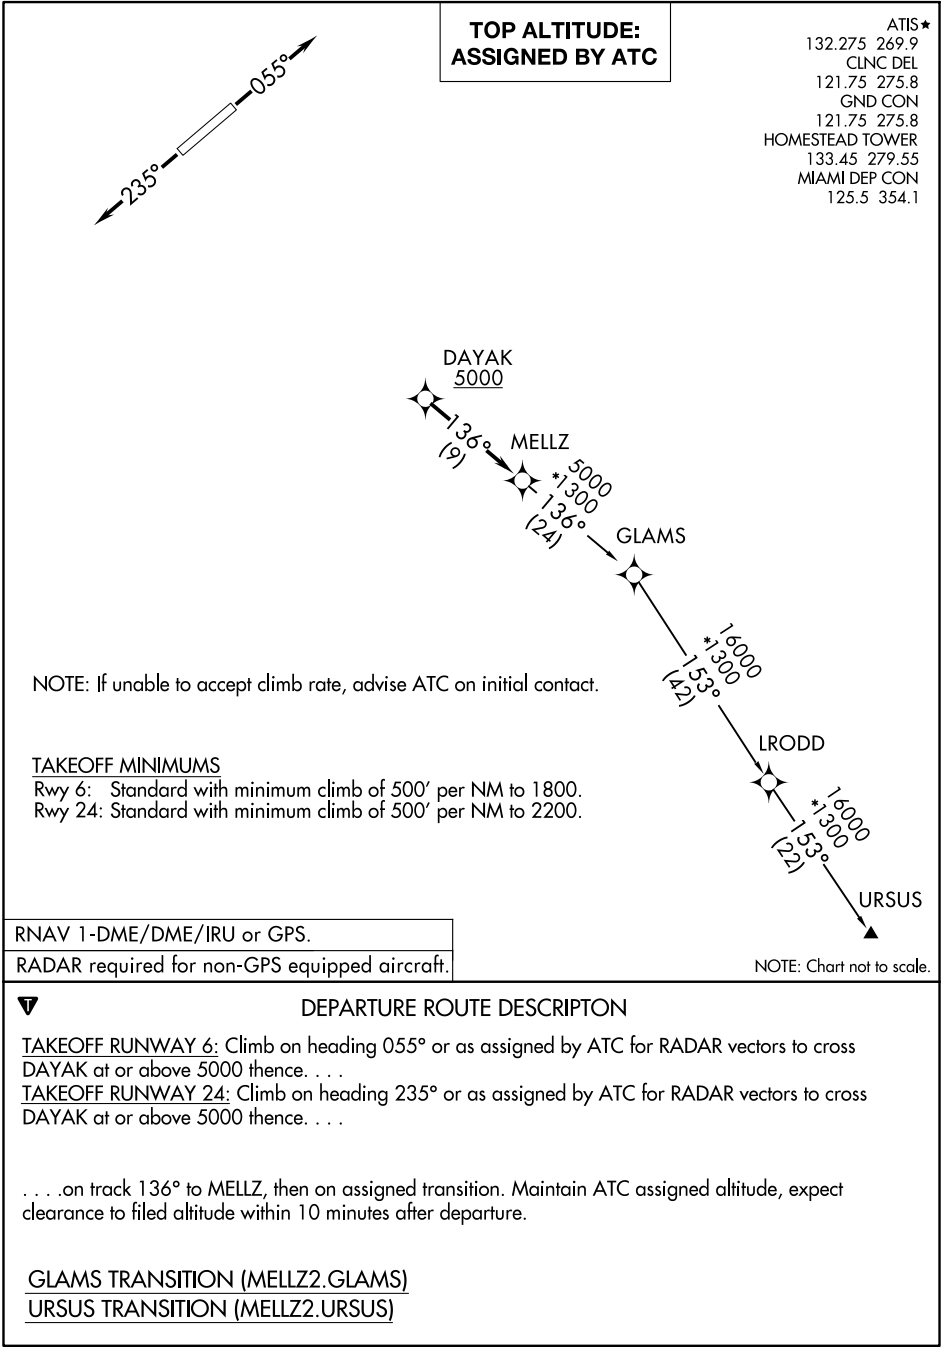 TOP ALTITUDE:
ASSIGNED BY ATC
ATIS★
132.275 269.9
CLNC DEL
121.75 275.8
GND CON
121.75 275.8
HOMESTEAD TOWER
133.45 279.55
MIAMI DEP CON
125.5 354.1
055°
235°
DAYAK
5000
136°
(9)
MELLZ
5000
*1300
136°
(24)
GLAMS
16000
*1300
153°
(42)
LRODD
16000
*1300
153°
(22)
URSUS
NOTE: If unable to accept climb rate, advise ATC on initial contact.
TAKEOFF MINIMUMS
Rwy 6: Standard with minimum climb of 500' per NM to 1800.
Rwy 24: Standard with minimum climb of 500' per NM to 2200.
RNAV 1-DME/DME/IRU or GPS.
RADAR required for non-GPS equipped aircraft.
NOTE: Chart not to scale.
T
DEPARTURE ROUTE DESCRIPTON
TAKEOFF RUNWAY 6: Climb on heading 055° or as assigned by ATC for RADAR vectors to cross
DAYAK at or above 5000 thence. . . .
TAKEOFF RUNWAY 24: Climb on heading 235° or as assigned by ATC for RADAR vectors to cross
DAYAK at or above 5000 thence. . . .
. . . .on track 136° to MELLZ, then on assigned transition. Maintain ATC assigned altitude, expect
clearance to filed altitude within 10 minutes after departure.
GLAMS TRANSITION (MELLZ2.GLAMS)
URSUS TRANSITION (MELLZ2.URSUS)